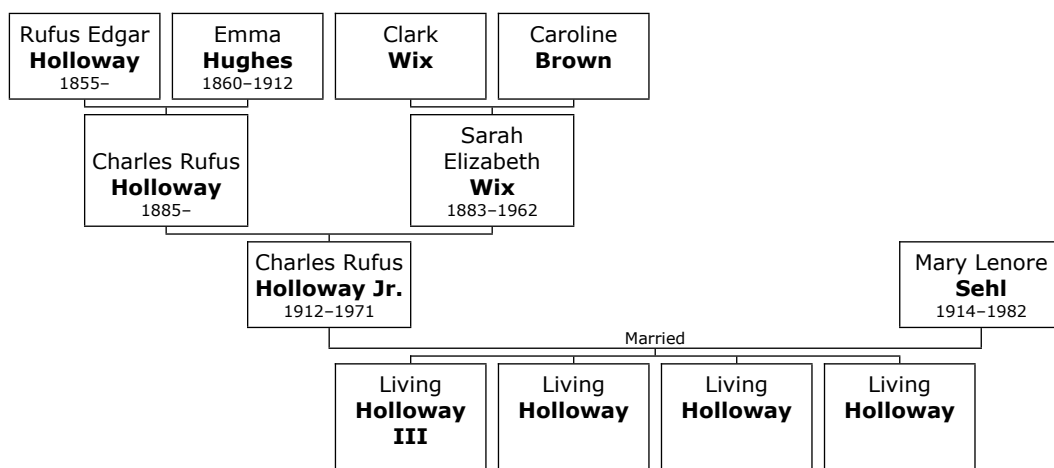 Rufus Edgar
Holloway
1855–
Emma
Hughes
1860–1912
Clark
Wix
Caroline
Brown
Charles Rufus
Holloway
1885–
Sarah
Elizabeth
Wix
1883–1962
Charles Rufus
Holloway Jr.
1912–1971
Mary Lenore
Sehl
1914–1982
Married
Living
Holloway
III
Living
Holloway
Living
Holloway
Living
Holloway